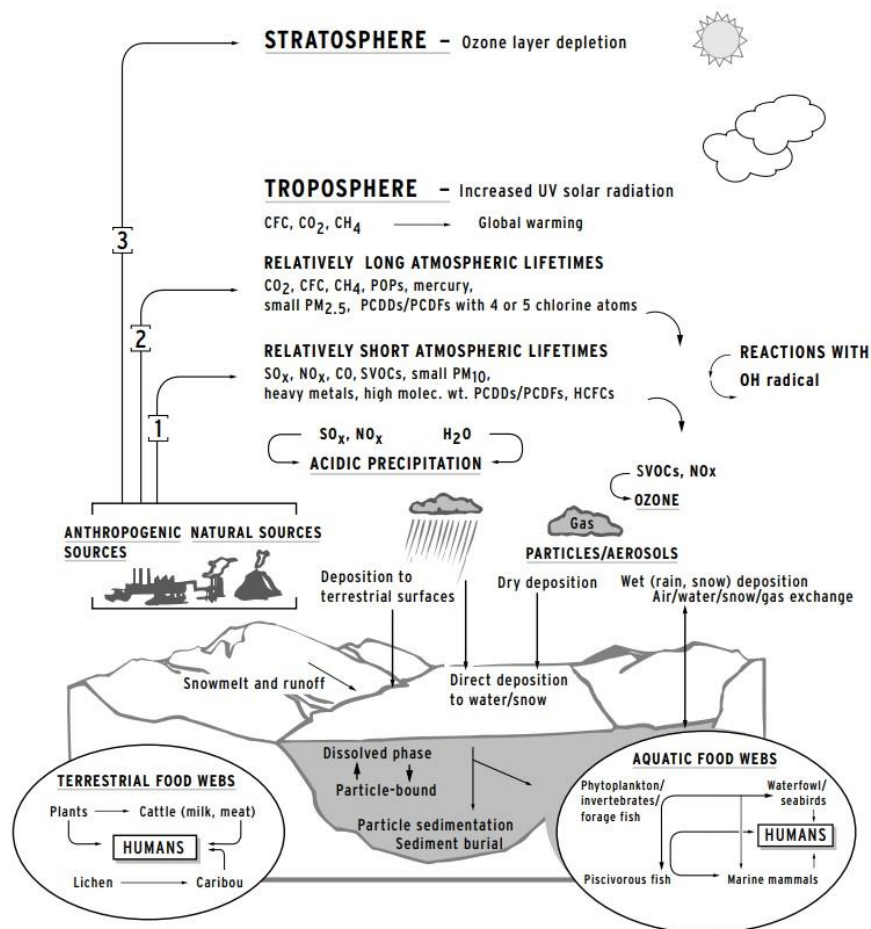 STRATOSPHERE – Ozone layer depletion
TROPOSPHERE – Increased UV solar radiation
CFC, CO₂, CH₄ Global warming
3
RELATIVELY LONG ATMOSPHERIC LIFETIMES
CO₂, CFC, CH₄, POPs, mercury,
small PM₂.₅, PCDDs/PCDFs with 4 or 5 chlorine atoms
2
RELATIVELY SHORT ATMOSPHERIC LIFETIMES
SOₓ, NOₓ, CO, SVOCs, small PM₁₀,
heavy metals, high molec. wt. PCDDs/PCDFs, HCFCs
1
REACTIONS WITH
OH radical
SOₓ, NOₓ H₂O
ACIDIC PRECIPITATION
SVOCs, NOx
OZONE
ANTHROPOGENIC NATURAL SOURCES
SOURCES
Gas
PARTICLES/AEROSOLS
Deposition to
terrestrial surfaces
Dry deposition
Wet (rain, snow) deposition
Air/water/snow/gas exchange
Snowmelt and runoff
Direct deposition
to water/snow
Dissolved phase
Particle-bound
Particle sedimentation
Sediment burial
TERRESTRIAL FOOD WEBS
Plants Cattle (milk, meat)
HUMANS
Lichen Caribou
AQUATIC FOOD WEBS
Phytoplankton/
invertebrates/
forage fish
Waterfowl/
seabirds
HUMANS
Piscivorous fish Marine mammals